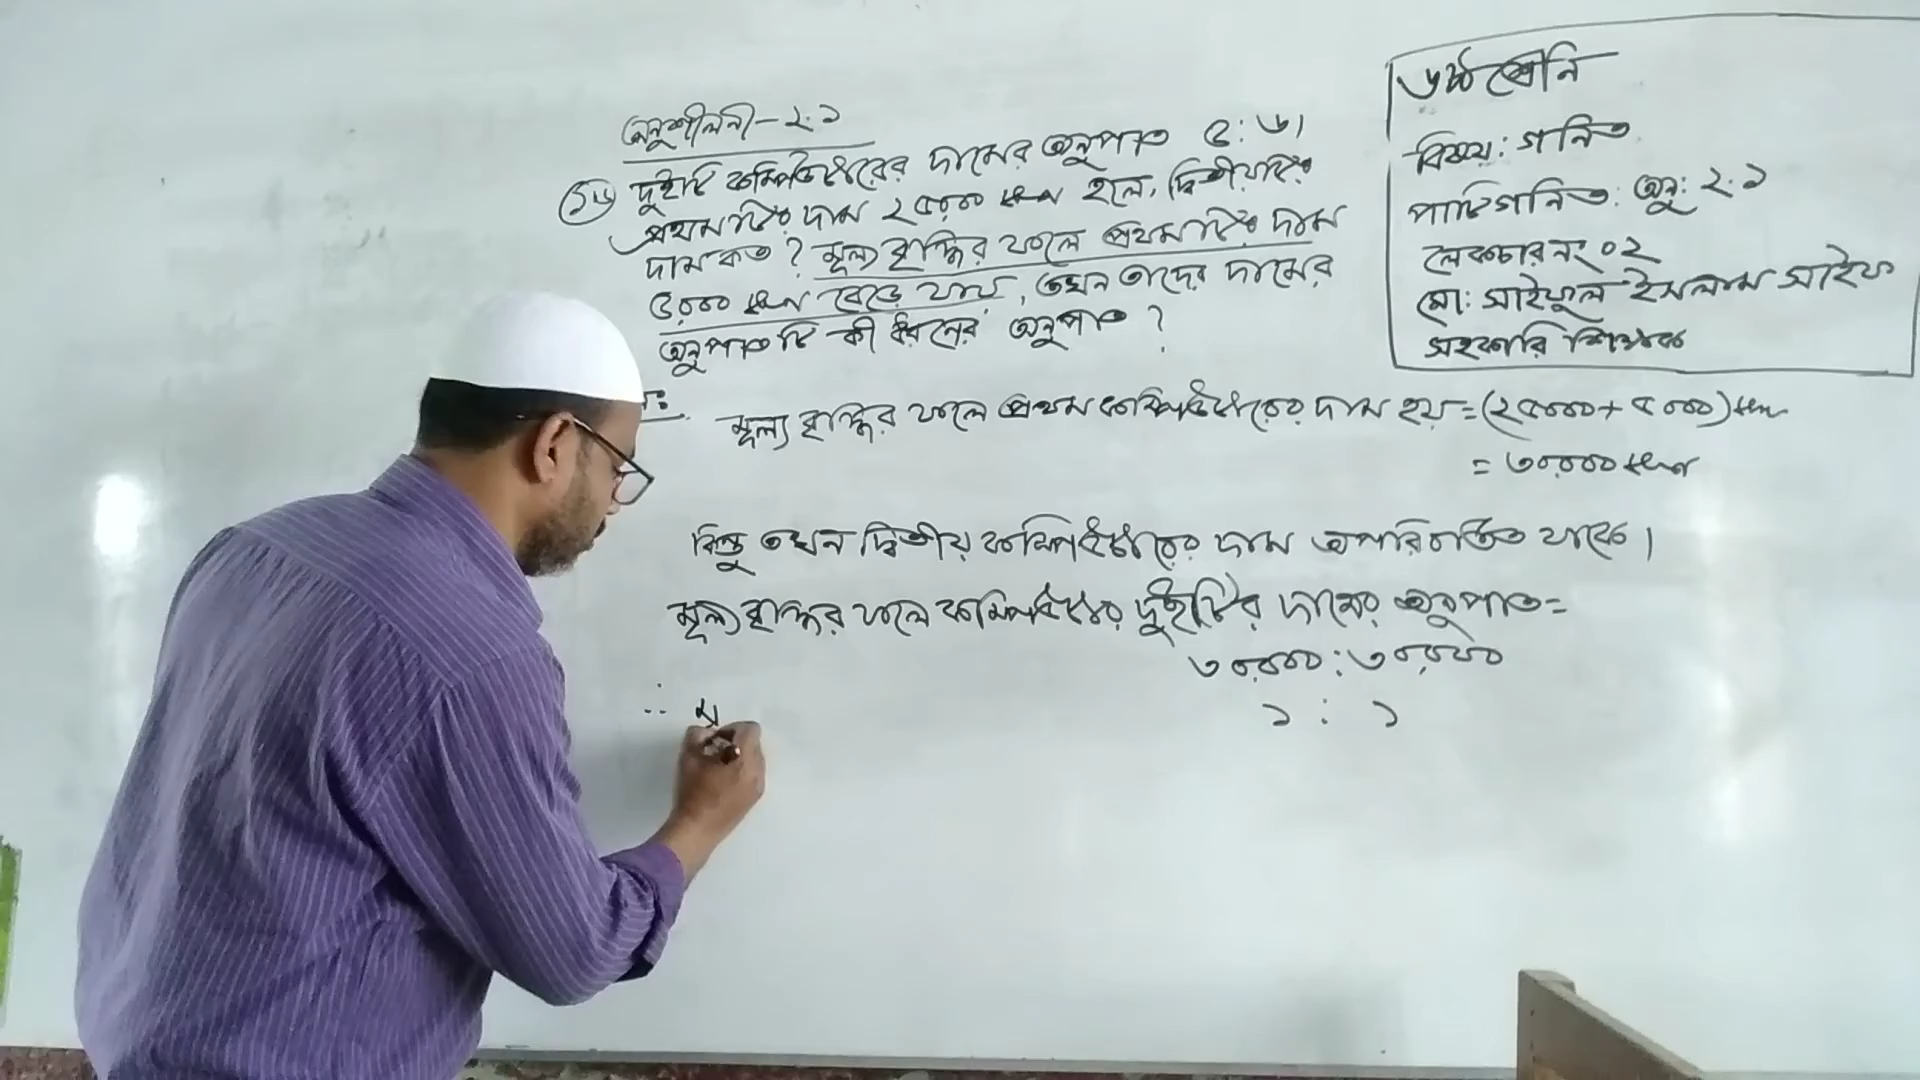 অনুশীলনী-২.১
১৬ দুইটি কম্পিউটারের দামের অনুপাত ৫:৬।
প্রথমটির দাম ২৫০০০ টাকা হলে, দ্বিতীয়টির
দাম কত? মূল্য বৃদ্ধির ফলে প্রথমটির দাম
৫০০০ টাকা বেড়ে যায়, তখন তাদের দামের
অনুপাতটি কী ধরনের অনুপাত?
মূল্য বৃদ্ধির ফলে প্রথম কম্পিউটারের দাম হয় = (২৫০০০+৫০০০) টাকা
= ৩০০০০ টাকা
কিন্তু তখন দ্বিতীয় কম্পিউটারের দাম অপরিবর্তিত থাকে।
মূল্য বৃদ্ধির ফলে কম্পিউটার দুইটির দামের অনুপাত=
৩০০০০:৩০০০০
১ : ১
∴ ম
৬ষ্ঠ শ্রেনি
বিষয়: গনিত
পাটিগনিত: অনু: ২.১
লেকচার নং ০২
মো: সাইফুল ইসলাম সাইফ
সহকারি শিক্ষক